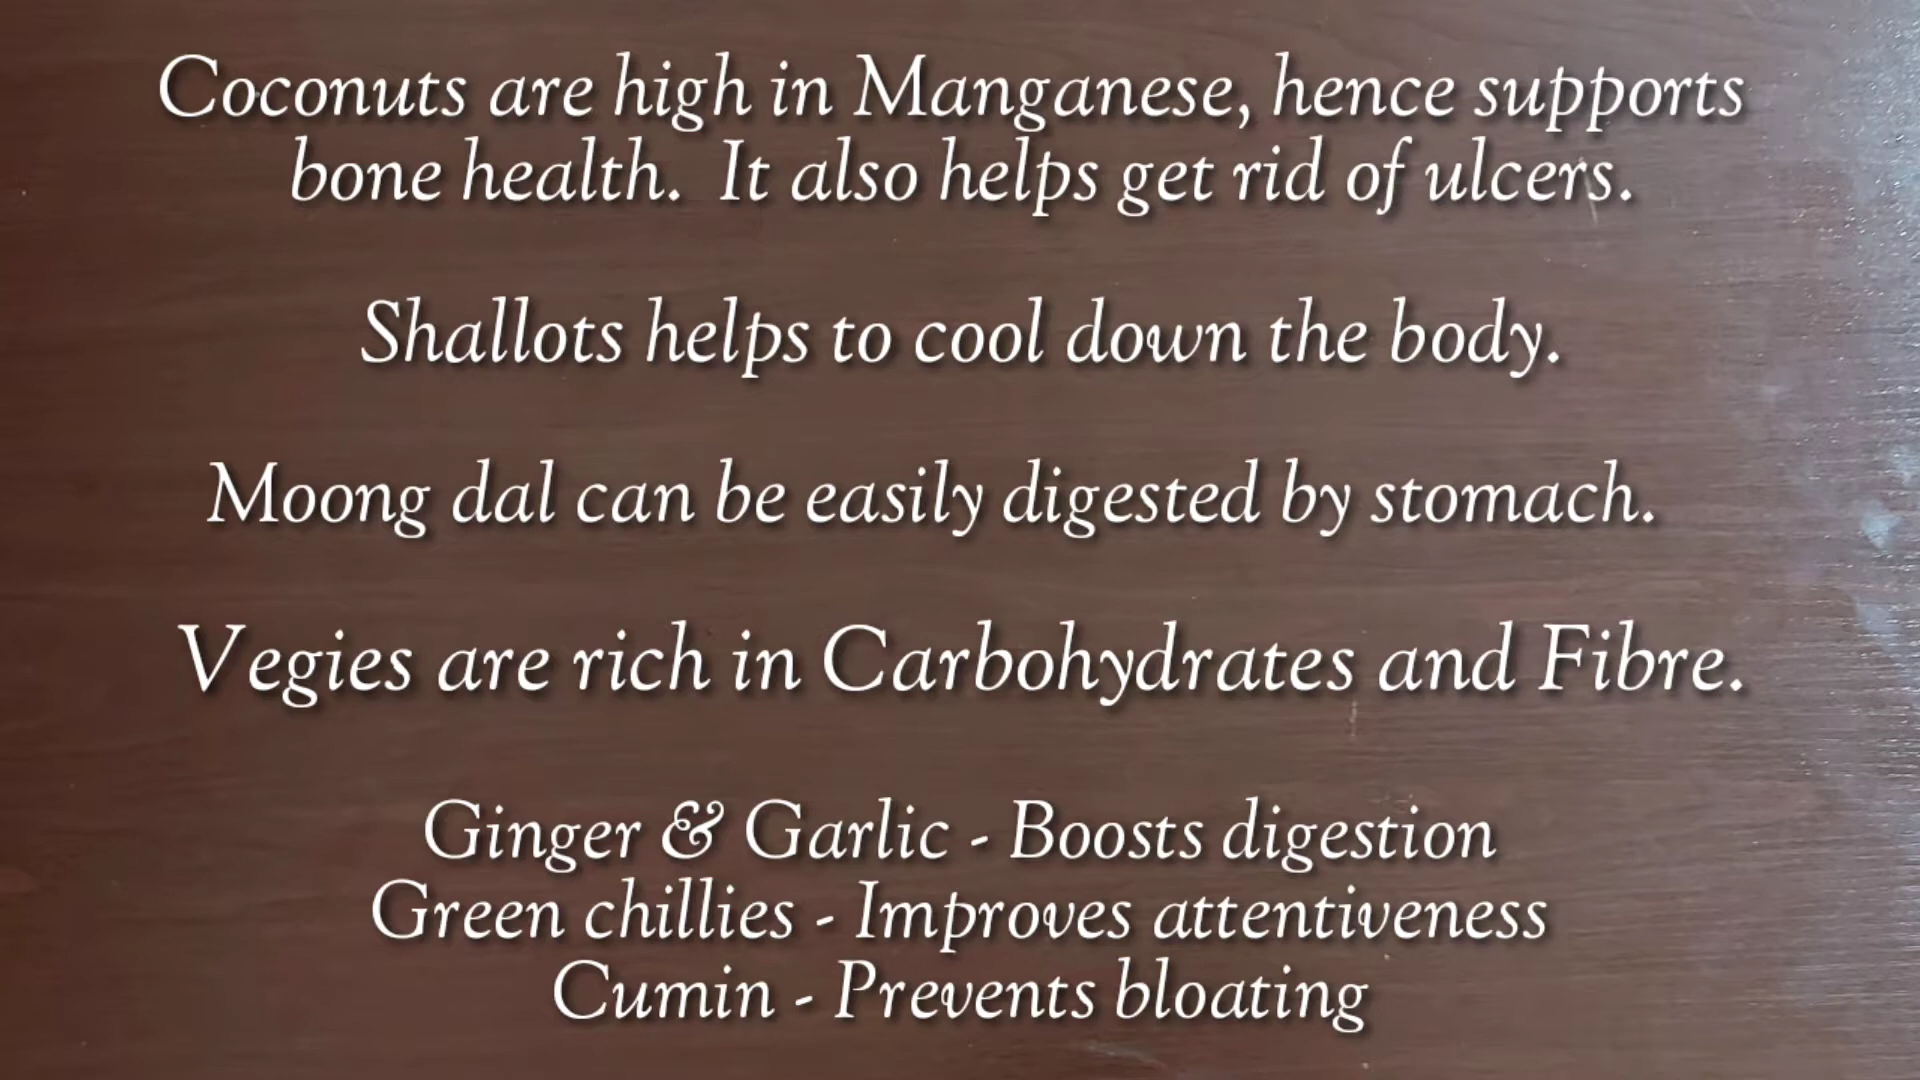 Coconuts are high in Manganese, hence supports
bone health. It also helps get rid of ulcers.
Shallots helps to cool down the body.
Moong dal can be easily digested by stomach.
Vegies are rich in Carbohydrates and Fibre.
Ginger & Garlic - Boosts digestion
Green chillies - Improves attentiveness
Cumin - Prevents bloating